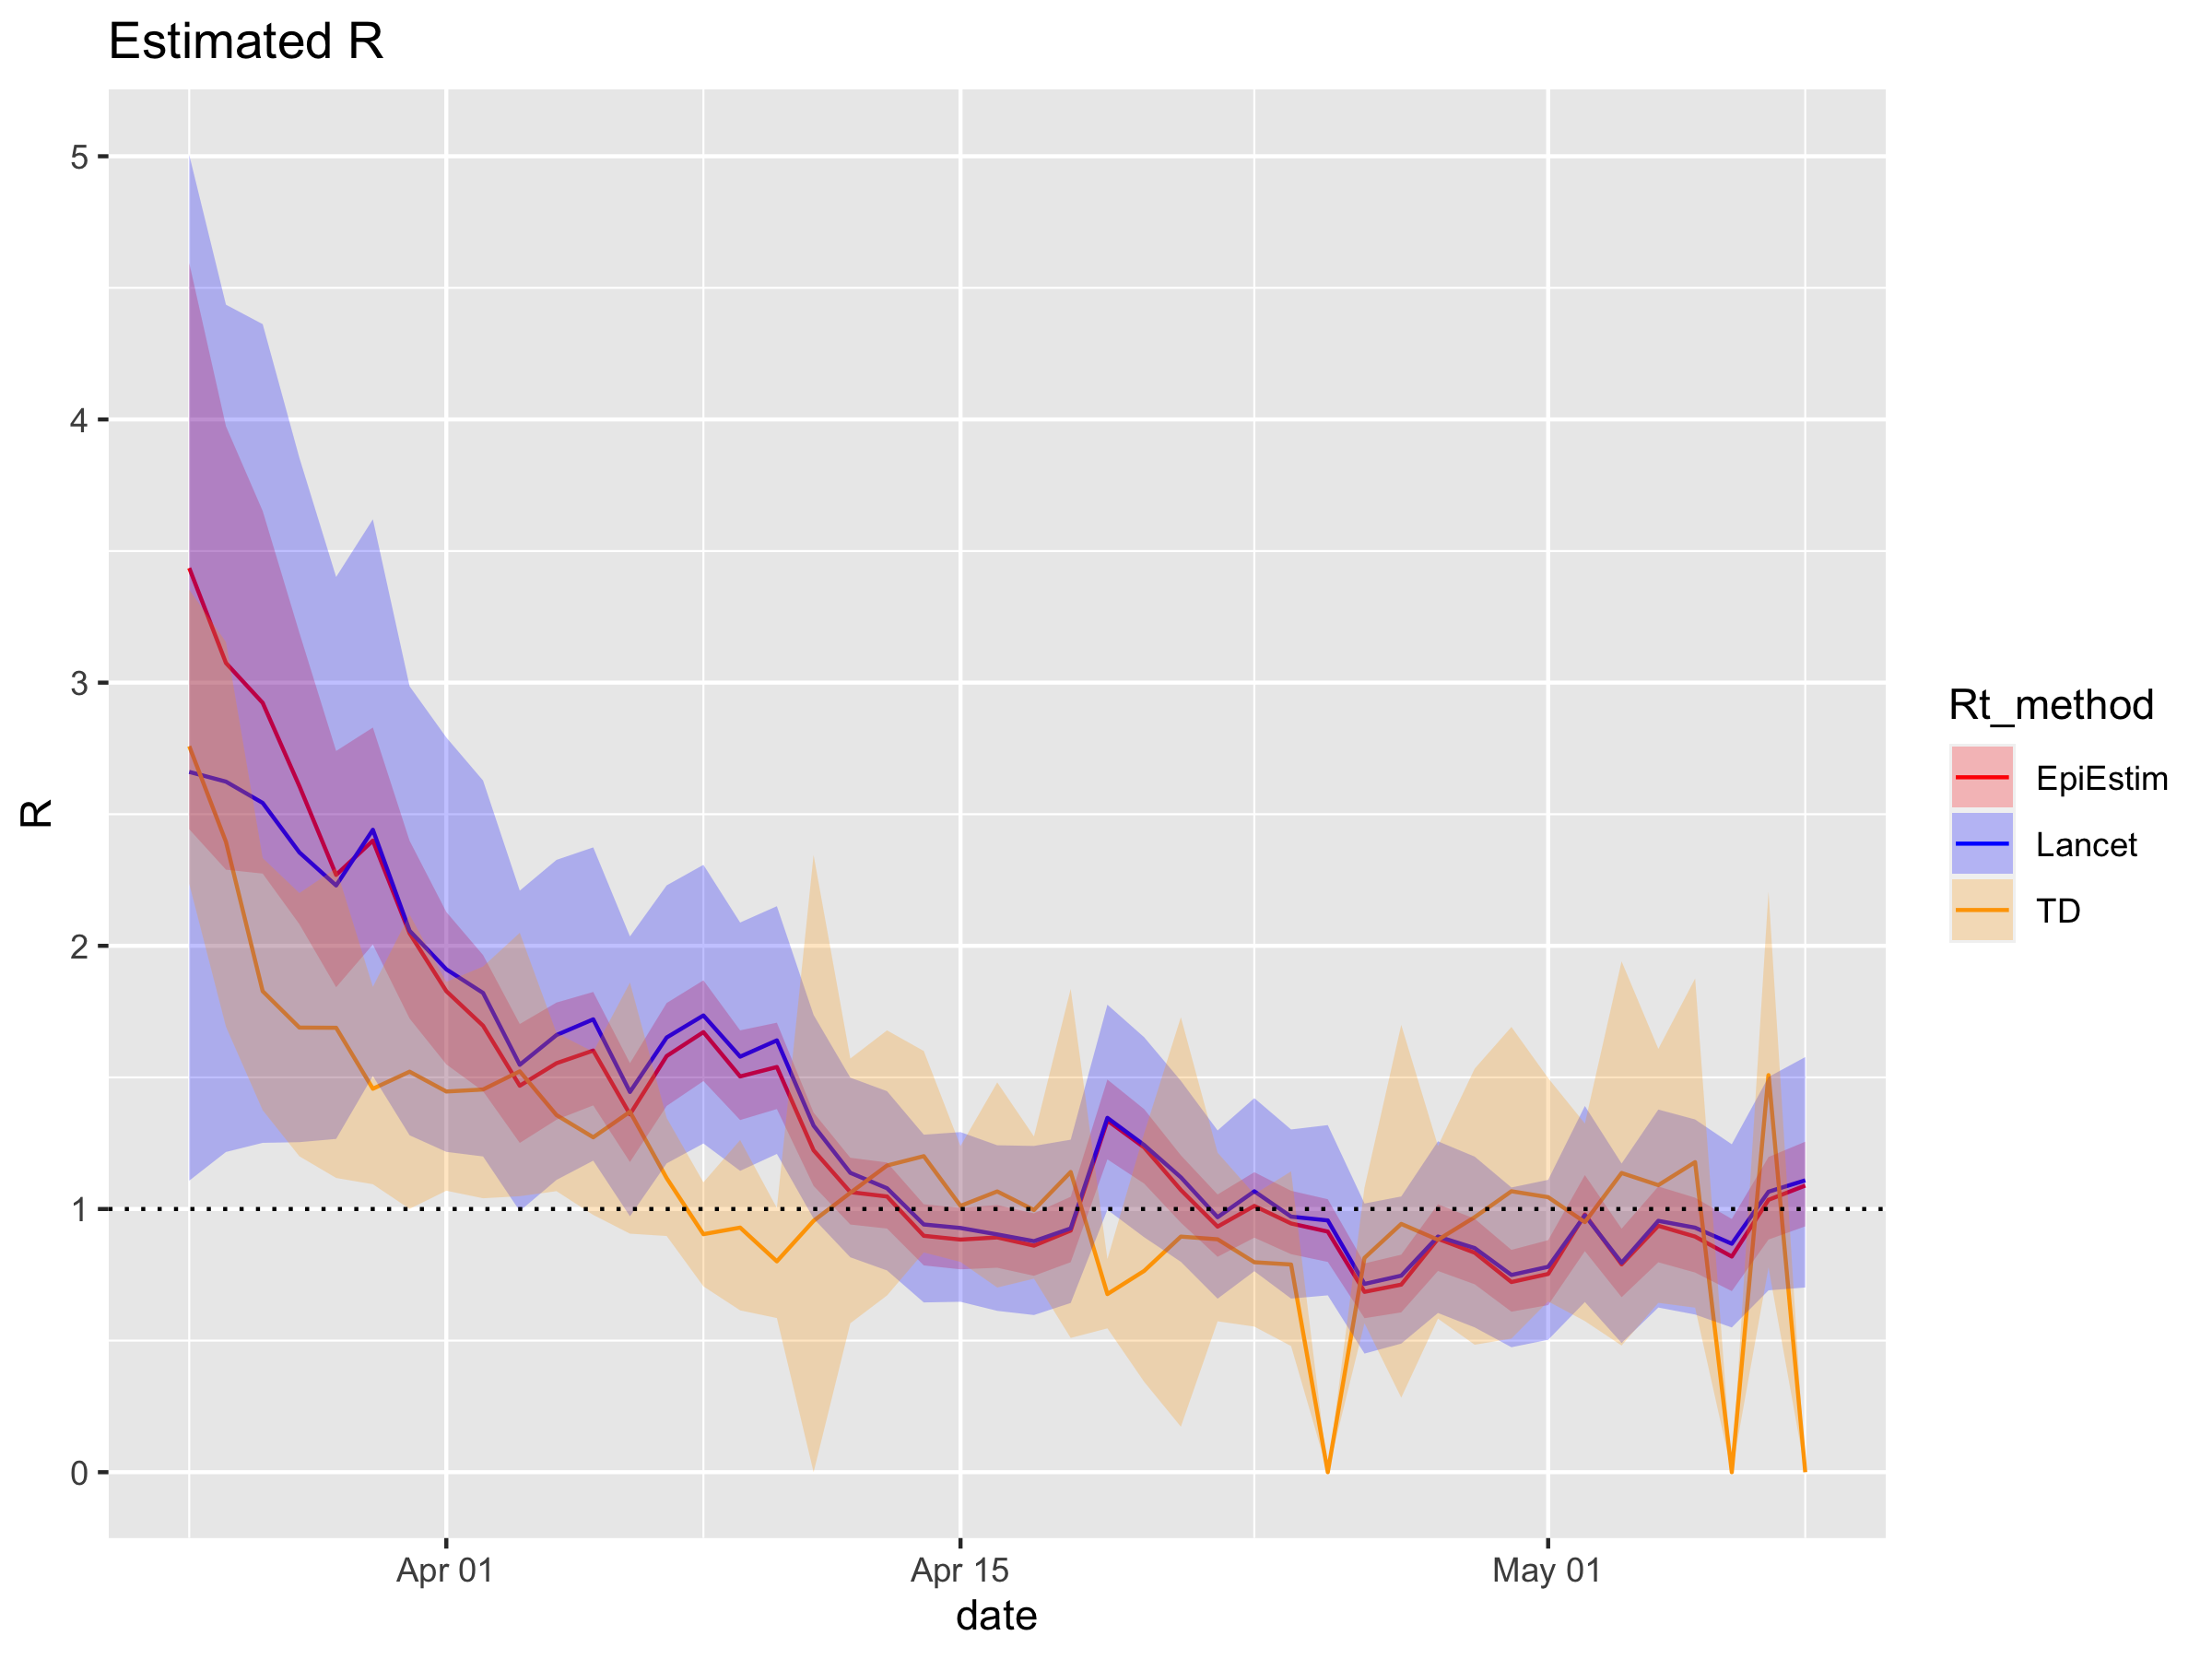 Estimated R
5
4
3
2
1
0
R
Apr 01
Apr 15
May 01
date
Rt_method
EpiEstim
Lancet
TD